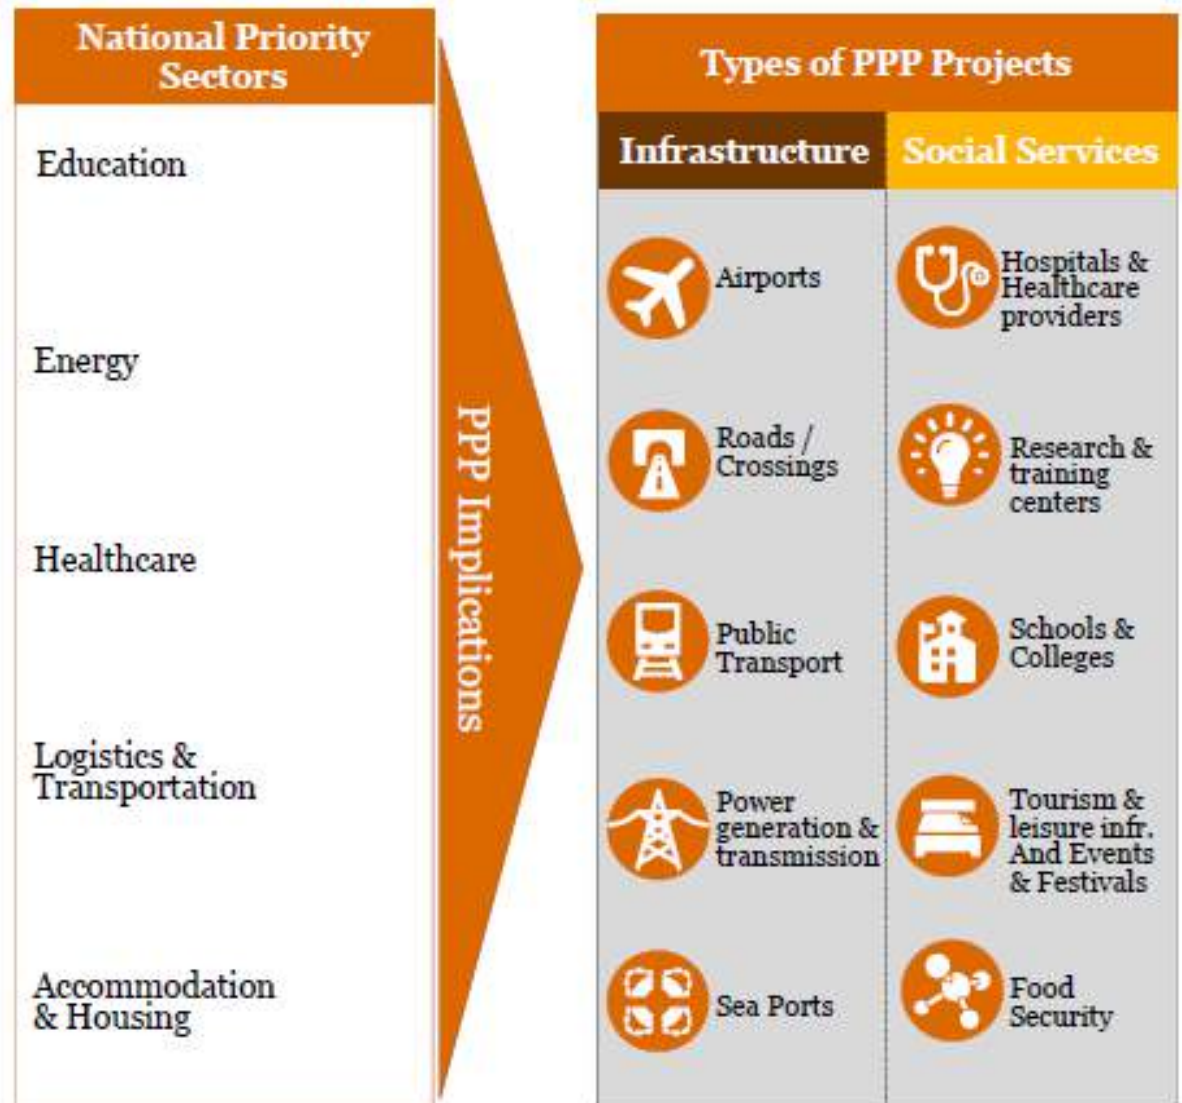 National Priority
Sectors
Education
Energy
Healthcare
Logistics &
Transportation
Accommodation
& Housing
PPP Implications
Types of PPP Projects
Infrastructure
Airports
Roads /
Crossings
Public
Transport
Power
generation &
transmission
Sea Ports
Social Services
Hospitals &
Healthcare
providers
Research &
training
centers
Schools &
Colleges
Tourism &
leisure infr.
And Events
& Festivals
Food
Security